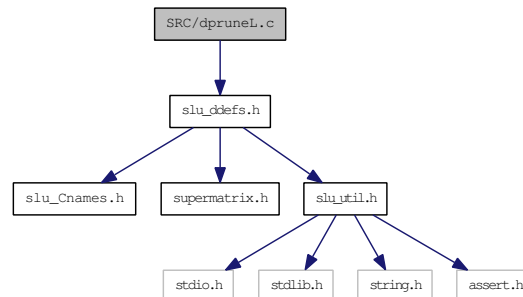 SRC/dpruneL.c
slu_ddefs.h
slu_Cnames.h
supermatrix.h
slu_util.h
stdio.h
stdlib.h
string.h
assert.h